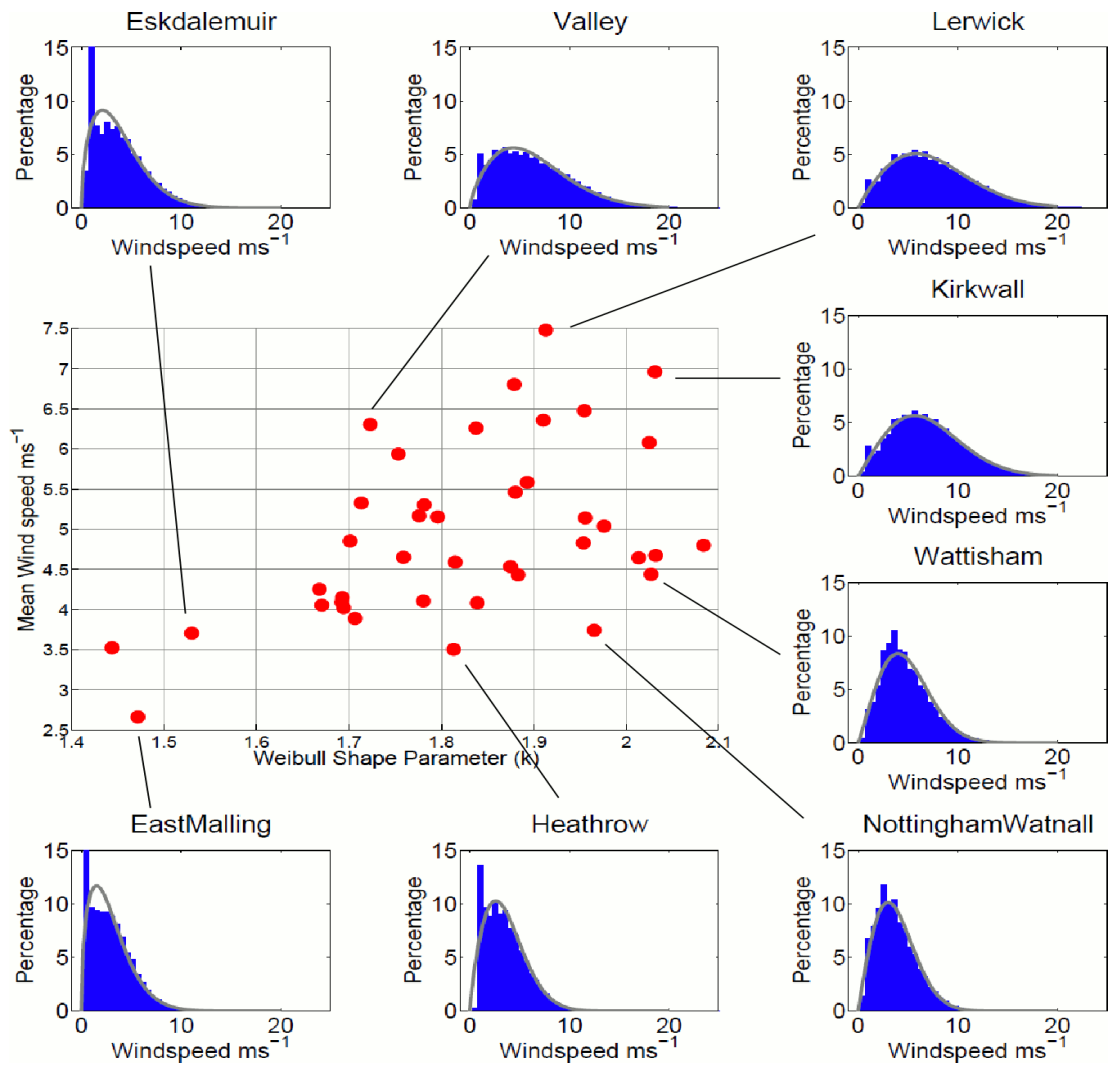 Eskdalemuir
Valley
Lerwick
15
10
5
0
Percentage
0 10 20
Windspeed ms⁻¹
15
10
5
0
Percentage
0 10 20
Windspeed ms⁻¹
15
10
5
0
Percentage
0 10 20
Windspeed ms⁻¹
Kirkwall
15
10
5
0
Percentage
0 10 20
Windspeed ms⁻¹
7.5
7
6.5
6
5.5
5
4.5
4
3.5
3
2.5
Mean Wind speed ms⁻¹
1.4 1.5 1.6 1.7 1.8 1.9 2 2.1
Weibull Shape Parameter (k)
Wattisham
15
10
5
0
Percentage
0 10 20
Windspeed ms⁻¹
EastMalling
Heathrow
NottinghamWatnall
15
10
5
0
Percentage
0 10 20
Windspeed ms⁻¹
15
10
5
0
Percentage
0 10 20
Windspeed ms⁻¹
15
10
5
0
Percentage
0 10 20
Windspeed ms⁻¹